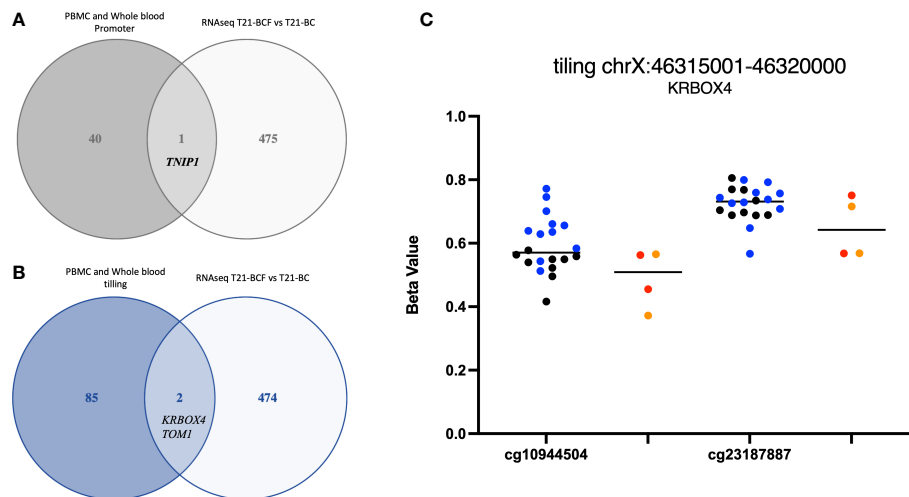 A
PBMC and Whole blood
Promoter
RNAseq T21-BCF vs T21-BC
40
1
475
TNIP1
B
PBMC and Whole blood
tilling
RNAseq T21-BCF vs T21-BC
85
2
474
KRBOX4
TOM1
C
tiling chrX:46315001-46320000
KRBOX4
Beta Value
1.0
0.8
0.6
0.4
0.2
0.0
cg10944504
cg23187887